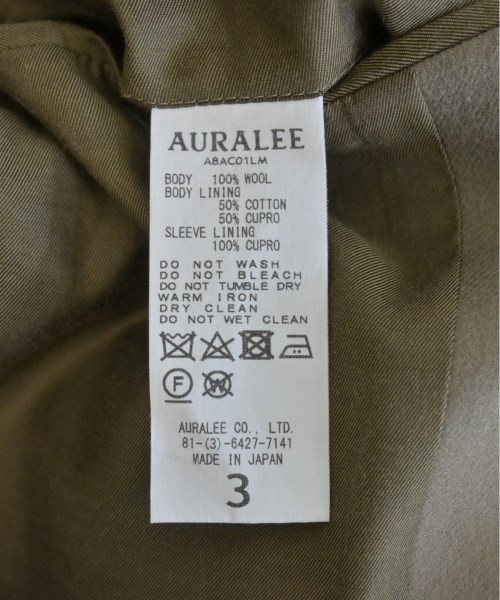 AURALEE
A8AC01LM
BODY 100% WOOL
BODY LINING
50% COTTON
50% CUPRO
SLEEVE LINING
100% CUPRO
DO NOT WASH
DO NOT BLEACH
DO NOT TUMBLE DRY
WARM IRON
DRY CLEAN
DO NOT WET CLEAN
F W
AURALEE CO., LTD.
81-(3)-6427-7141
MADE IN JAPAN
3